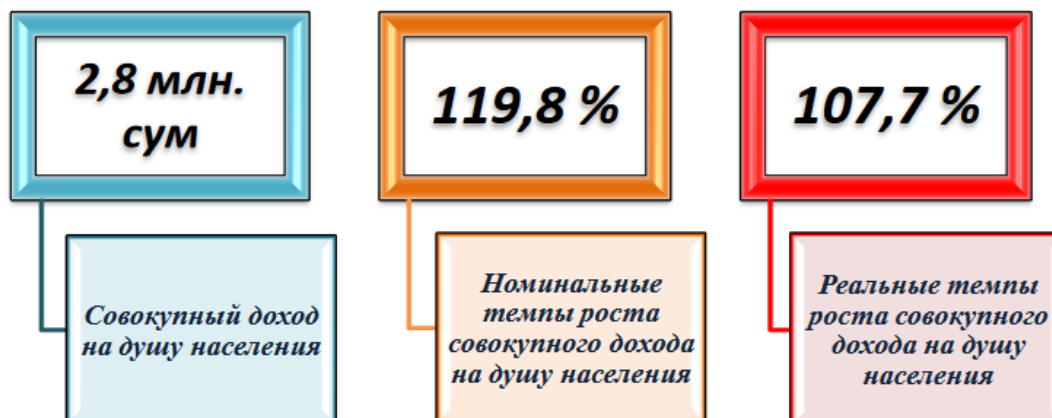 2,8 млн.
сум
119,8 %
107,7 %
Совокупный доход
на душу населения
Номинальные
темпы роста
совокупного дохода
на душу населения
Реальные темпы
роста совокупного
дохода на душу
населения